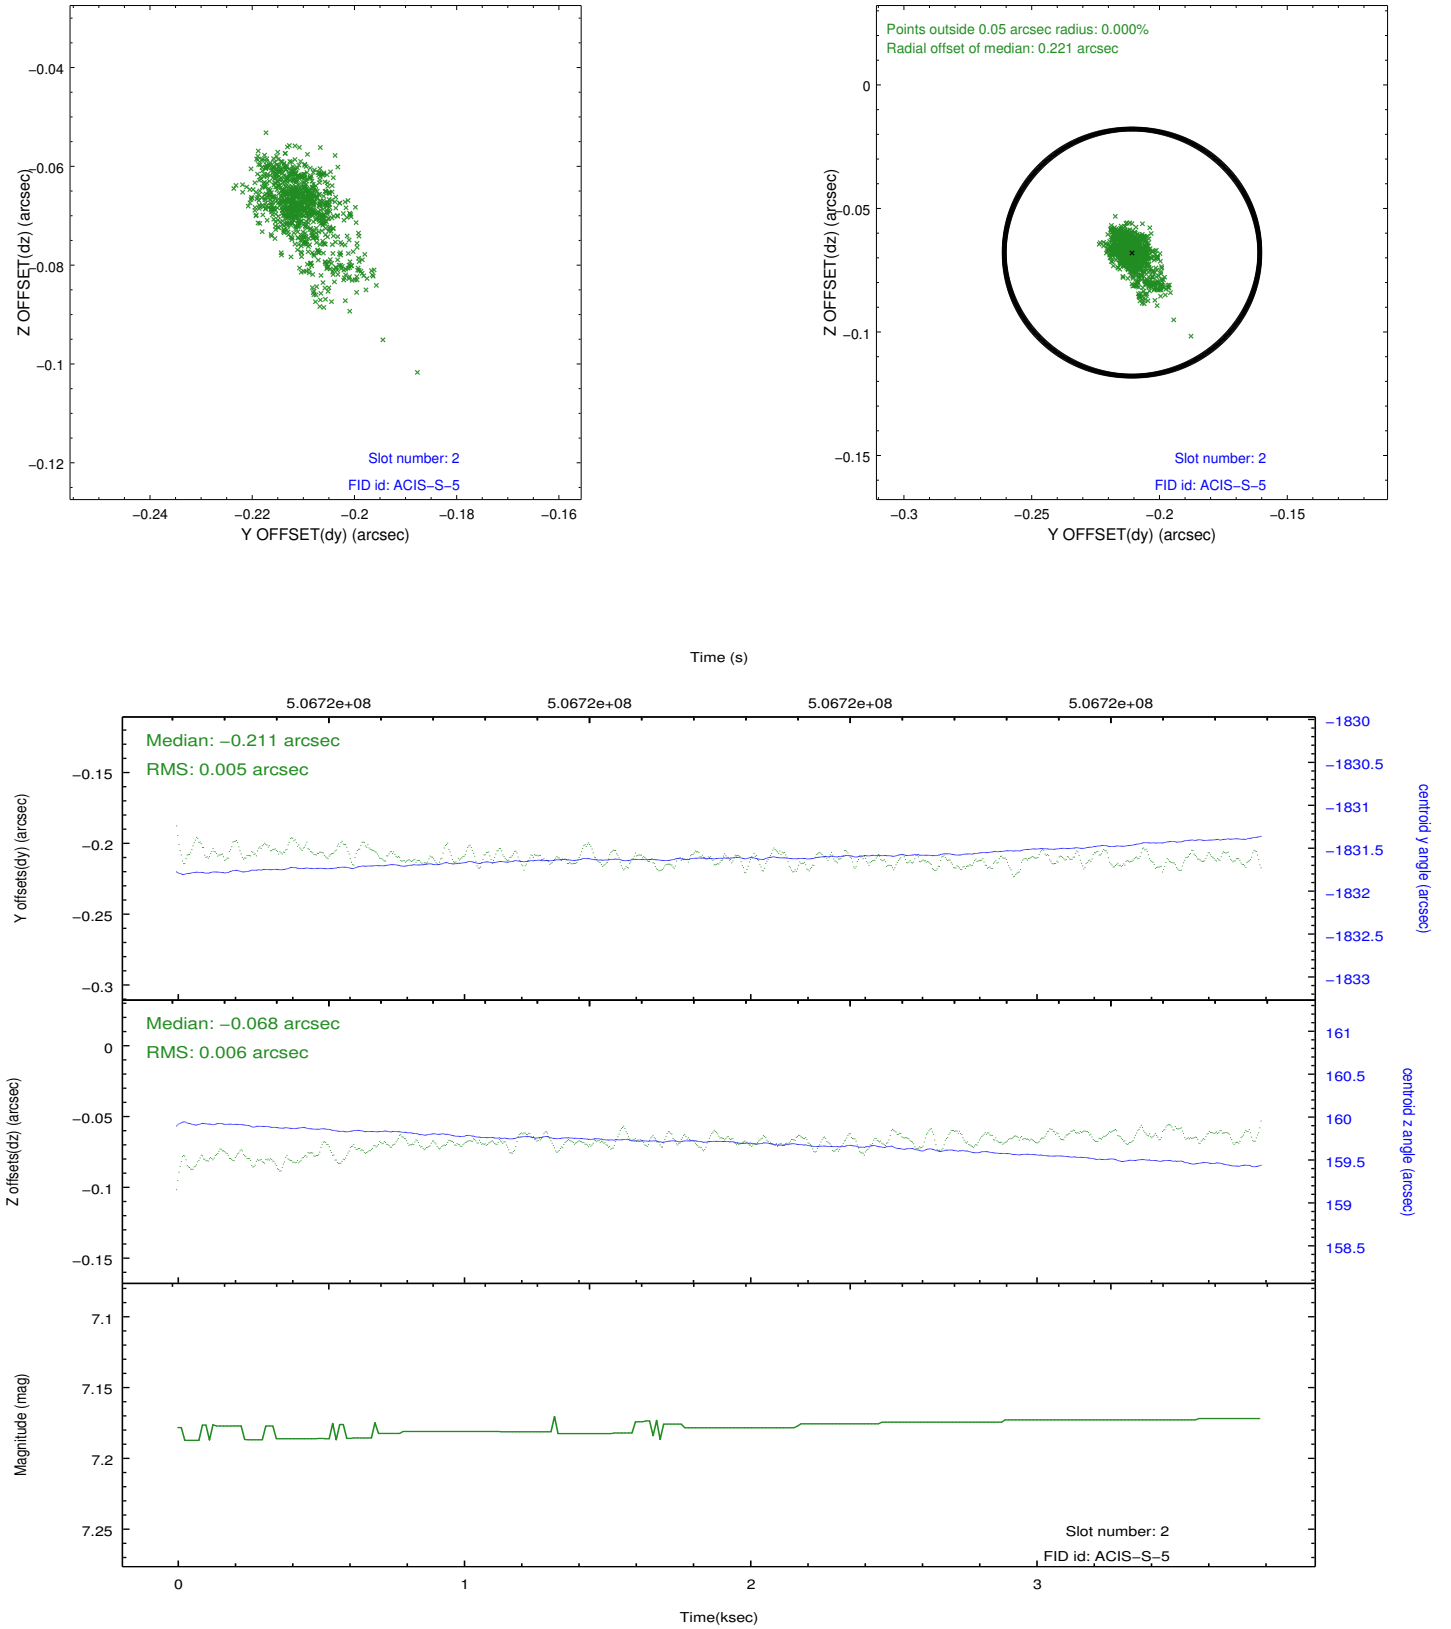 −0.04
−0.06
−0.08
−0.1
−0.12
Z OFFSET(dz) (arcsec)
Slot number: 2
FID id: ACIS−S−5
−0.24 −0.22 −0.2 −0.18 −0.16
Y OFFSET(dy) (arcsec)
Points outside 0.05 arcsec radius: 0.000%
Radial offset of median: 0.221 arcsec
0
−0.05
−0.1
−0.15
Z OFFSET(dz) (arcsec)
Slot number: 2
FID id: ACIS−S−5
−0.3 −0.25 −0.2 −0.15
Y OFFSET(dy) (arcsec)
Time (s)
5.0672e+08 5.0672e+08 5.0672e+08 5.0672e+08
Median: −0.211 arcsec
RMS: 0.005 arcsec
−0.15
−0.2
−0.25
−0.3
Y offsets(dy) (arcsec)
−1830
−1830.5
−1831
−1831.5
−1832
−1832.5
−1833
centroid y angle (arcsec)
Median: −0.068 arcsec
RMS: 0.006 arcsec
0
−0.05
−0.1
−0.15
Z offsets(dz) (arcsec)
161
160.5
160
159.5
159
158.5
centroid z angle (arcsec)
7.1
7.15
7.2
7.25
Magnitude (mag)
Slot number: 2
FID id: ACIS−S−5
0 1 2 3
Time(ksec)